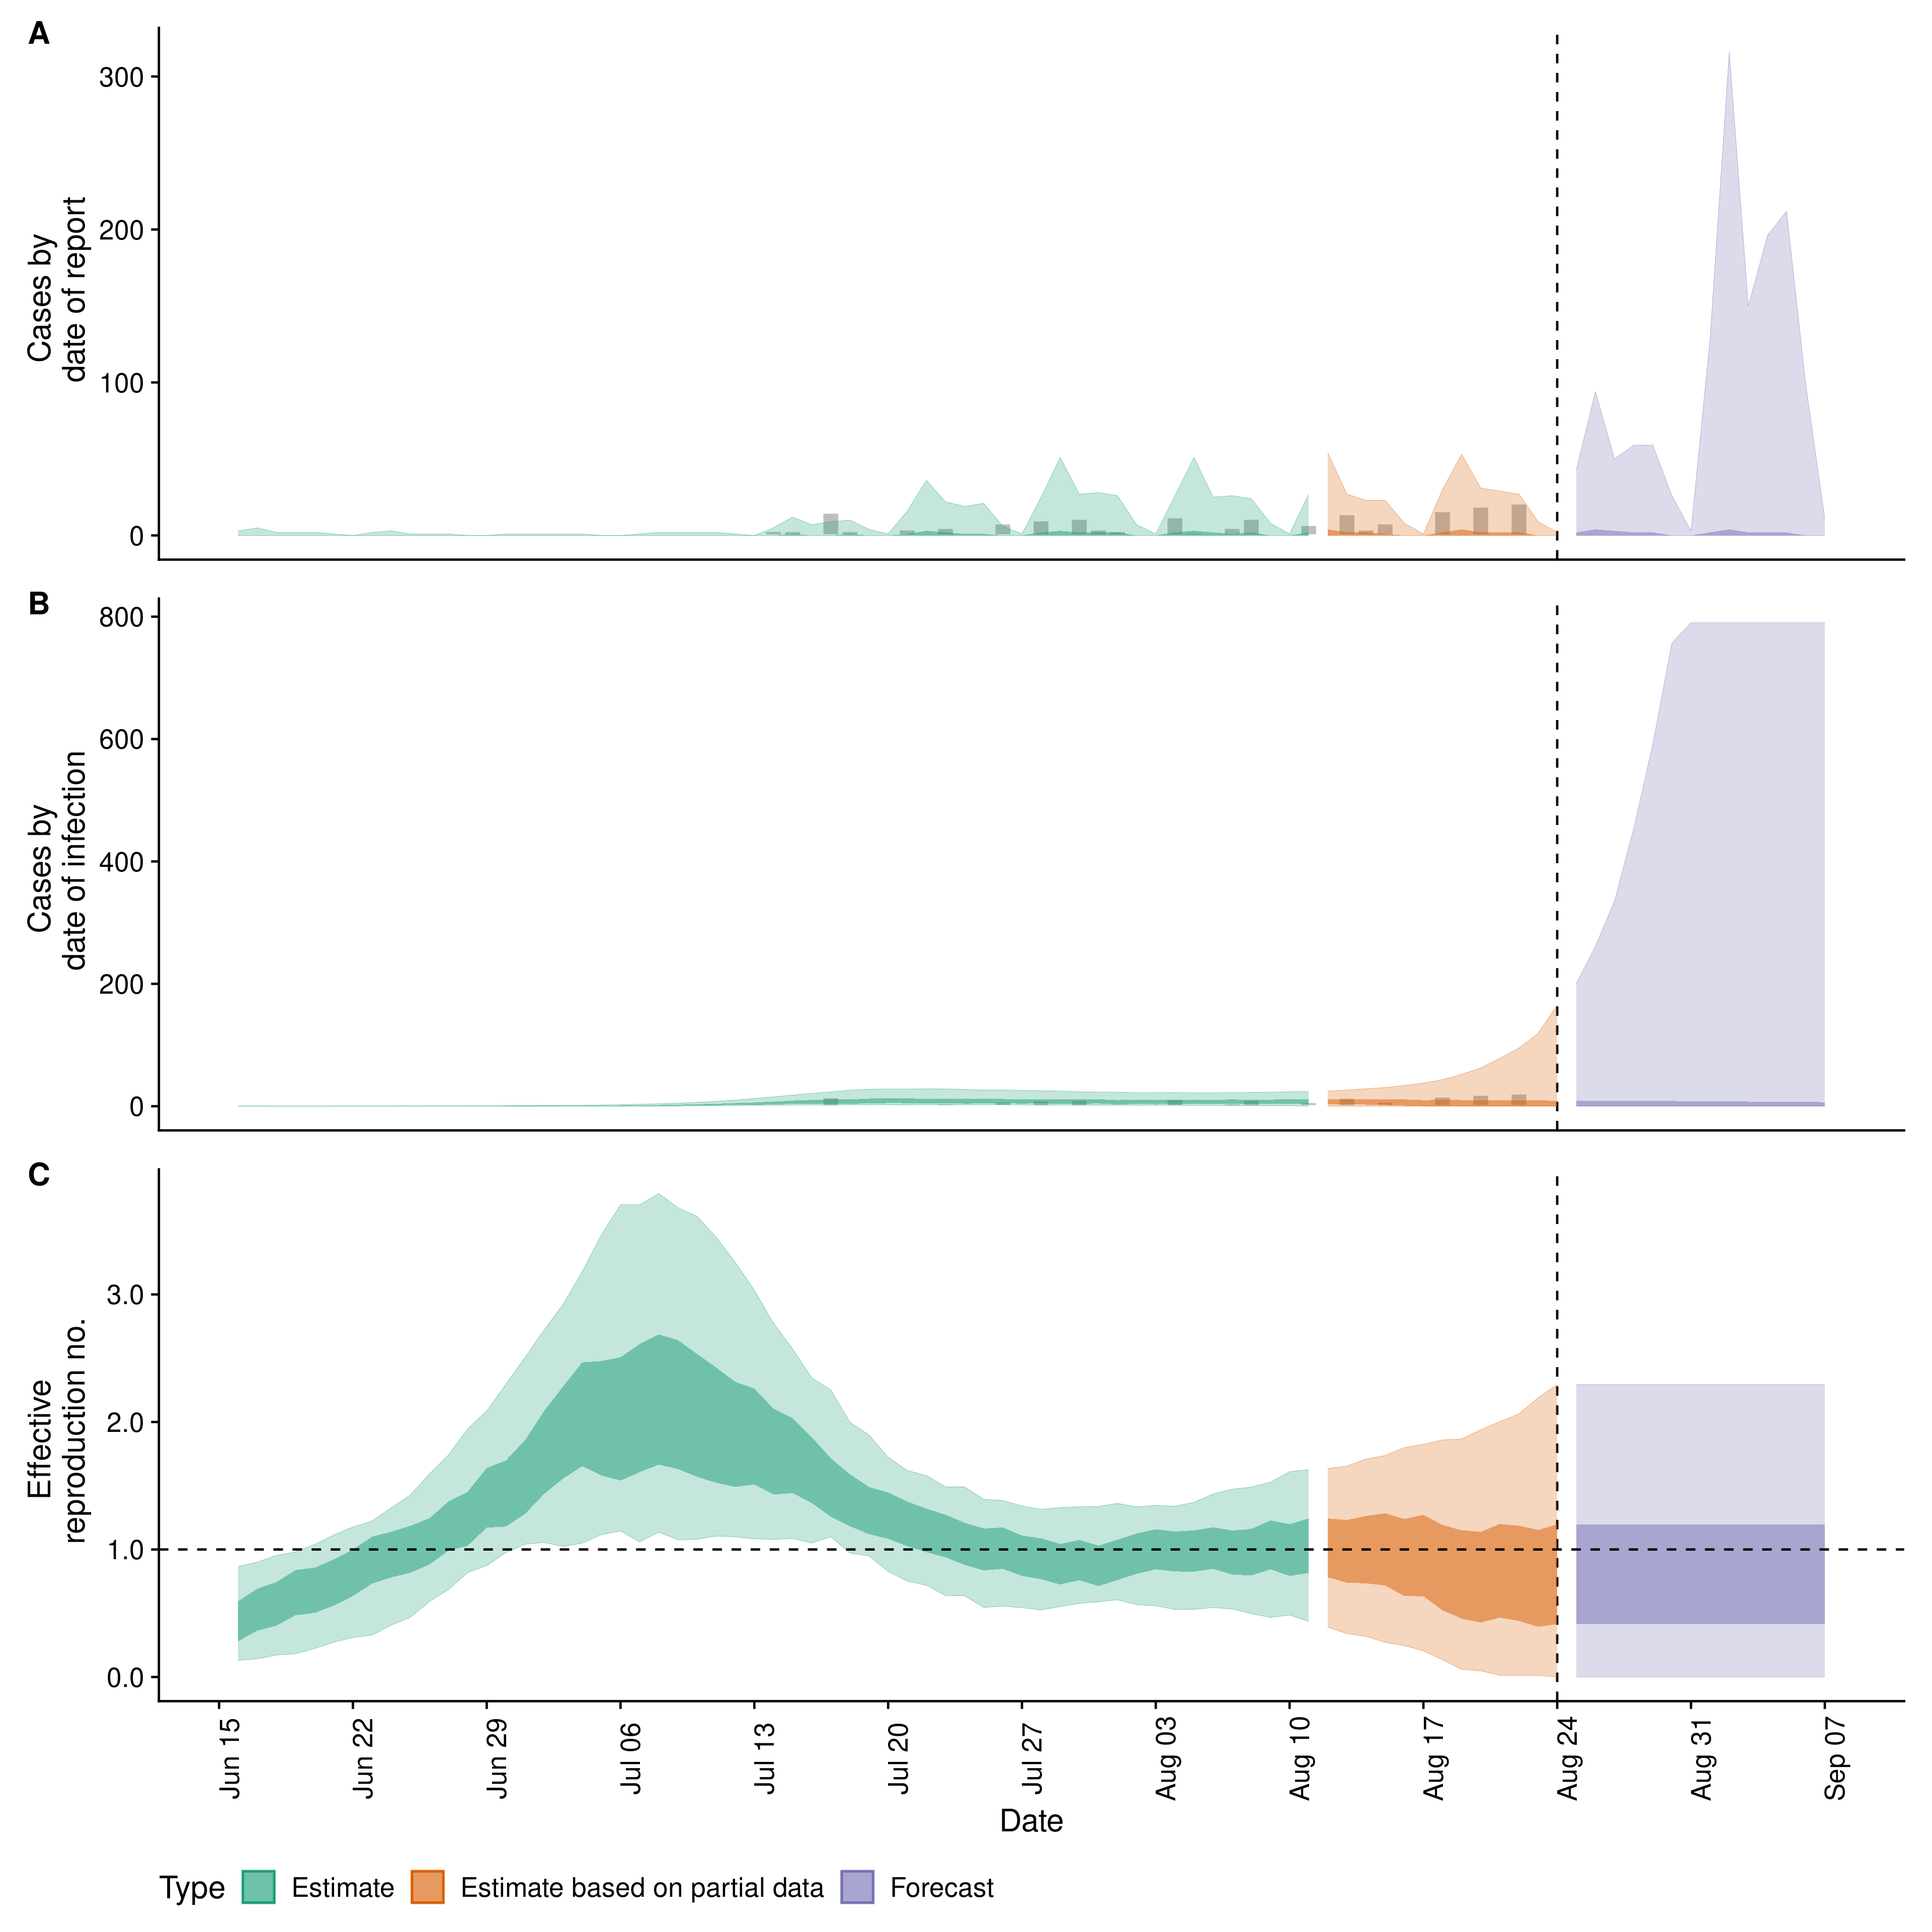 A
Cases by
date of report
300
200
100
0
B
Cases by
date of infection
800
600
400
200
0
C
Effective
reproduction no.
3.0
2.0
1.0
0.0
Jun 15
Jun 22
Jun 29
Jul 06
Jul 13
Jul 20
Jul 27
Aug 03
Aug 10
Aug 17
Aug 24
Aug 31
Sep 07
Date
Type Estimate Estimate based on partial data Forecast